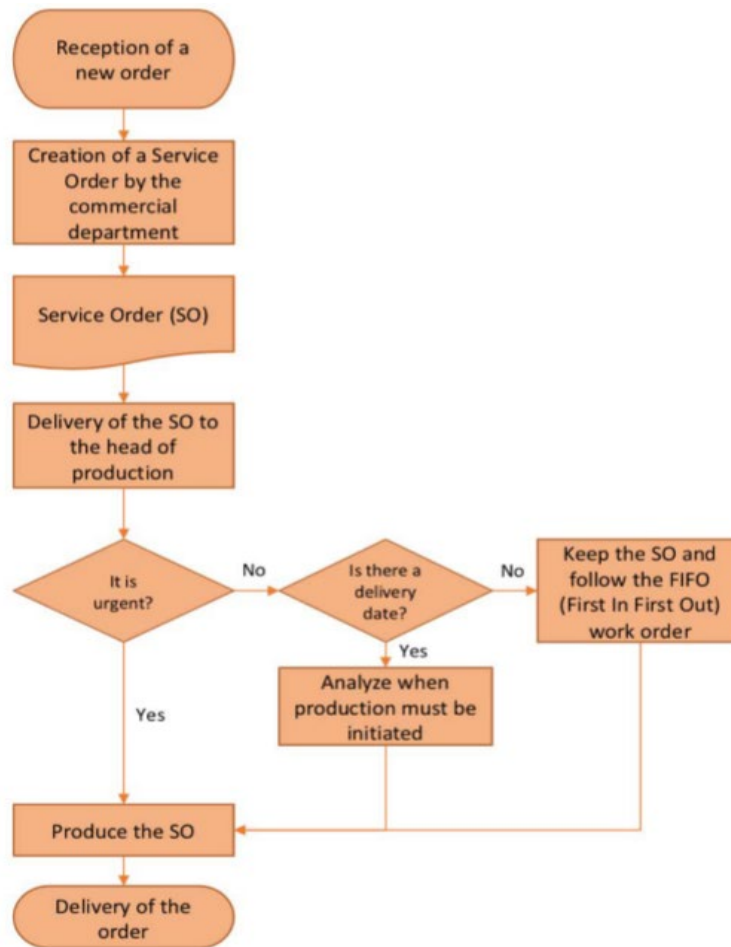 Reception of a
new order
Creation of a Service
Order by the
commercial
department
Service Order (SO)
Delivery of the SO to
the head of
production
It is
urgent?
No
Is there a
delivery
date?
No
Keep the SO and
follow the FIFO
(First In First Out)
work order
Yes
Analyze when
production must be
initiated
Yes
Produce the SO
Delivery of the
order